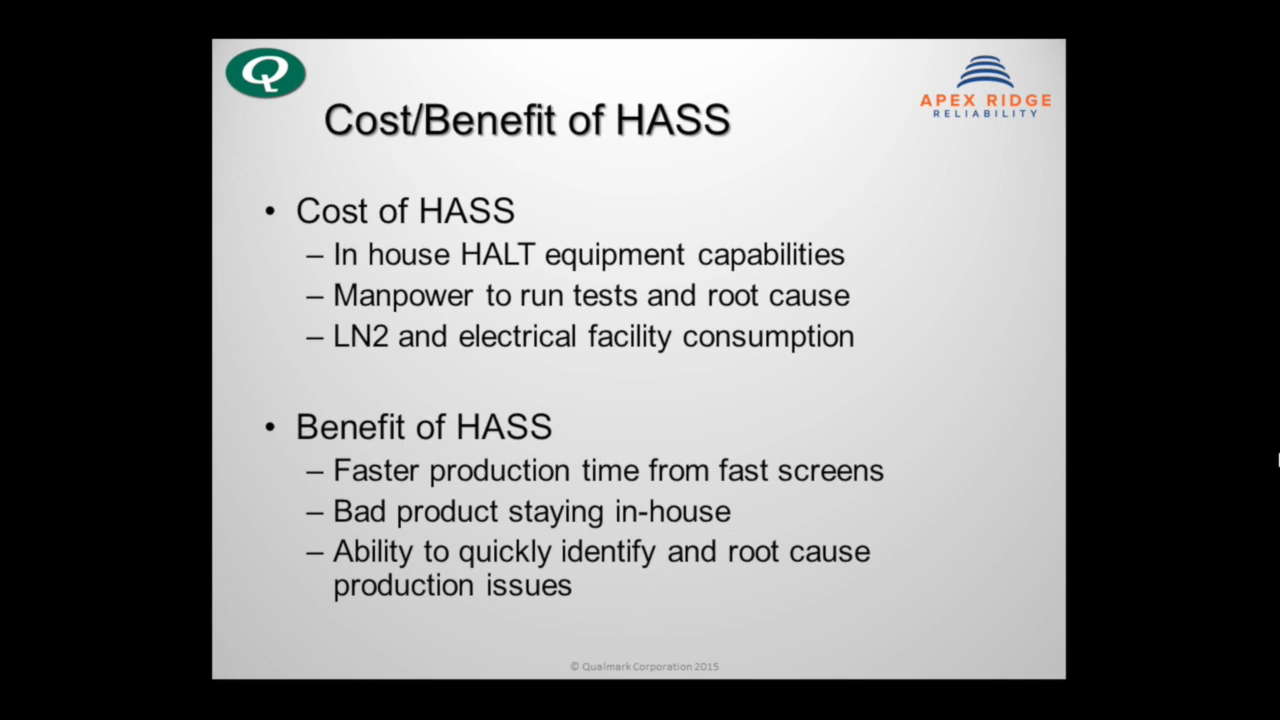 Q
APEX RIDGE
RELIABILITY
Cost/Benefit of HASS
• Cost of HASS
– In house HALT equipment capabilities
– Manpower to run tests and root cause
– LN2 and electrical facility consumption
• Benefit of HASS
– Faster production time from fast screens
– Bad product staying in-house
– Ability to quickly identify and root cause
production issues
© Qualmark Corporation 2015